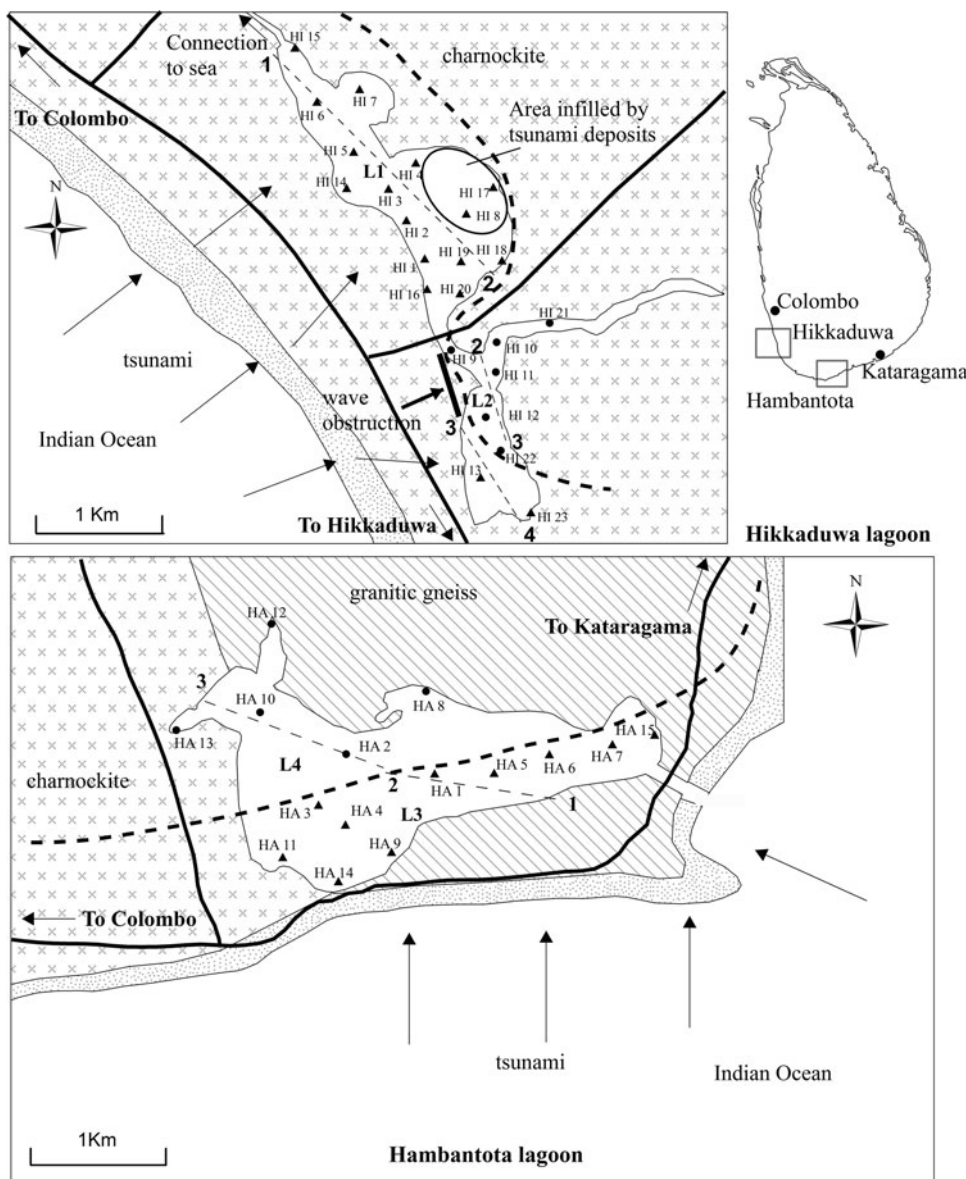 HI 15
Connection
to sea
1
charnockite
HI 7
HI 6
Area infilled by
tsunami deposits
To Colombo
HI 5
L1
HI 4
HI 17
HI 14
HI 3
HI 8
N
HI 2
HI 19
HI 18
HI 1
2
HI 16
HI 20
HI 21
tsunami
2
HI 9
HI 10
HI 11
wave
obstruction
L2
HI 12
3
3
Indian Ocean
HI 22
HI 13
1 Km
To Hikkaduwa
HI 23
4
Hikkaduwa lagoon
Colombo
Hikkaduwa
Kataragama
Hambantota
granitic gneiss
N
HA 12
To Kataragama
3
HA 10
HA 8
HA 13
HA 15
HA 2
HA 7
L4
HA 6
charnockite
2
HA 5
HA 1
1
HA 3
HA 4
L3
HA 11
HA 9
HA 14
To Colombo
tsunami
Indian Ocean
1Km
Hambantota lagoon